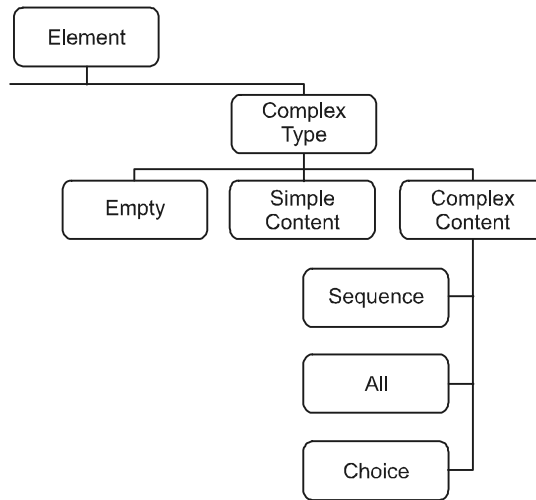 Element
Complex
Type
Empty
Simple
Content
Complex
Content
Sequence
All
Choice